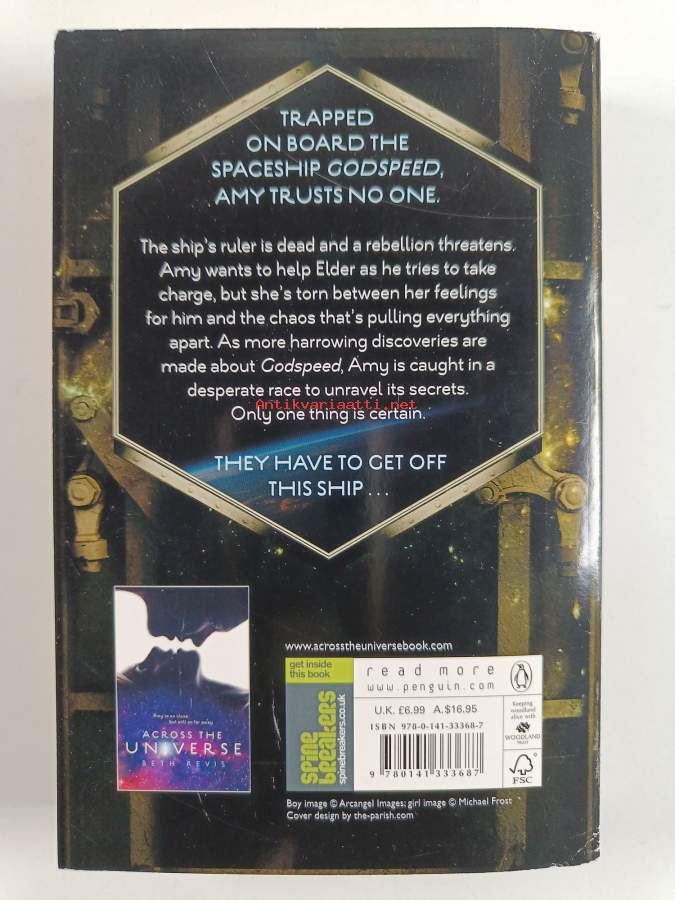 TRAPPED
ON BOARD THE
SPACESHIP GODSPEED,
AMY TRUSTS NO ONE.
The ship's ruler is dead and a rebellion threatens.
Amy wants to help Elder as he tries to take
charge, but she's torn between her feelings
for him and the chaos that's pulling everything
apart. As more harrowing discoveries are
made about Godspeed, Amy is caught in a
desperate race to unravel its secrets.
Antikvariaatti.net
Only one thing is certain.
THEY HAVE TO GET OFF
THIS SHIP ...
ACROSS THE
UNIVERSE
BETH REVIS
www.acrosstheuniversebook.com
get inside
this book
spine
breakers
spinebreakers.co.uk
read more
www.penguin.com
U.K. £6.99 A.$16.95
ISBN 978-0-141-33368-7
9 780141 333687
Keeping
woodland
alive with
WOODLAND
TRUST
FSC
Boy image © Arcangel Images; girl image © Michael Frost
Cover design by the-parish.com